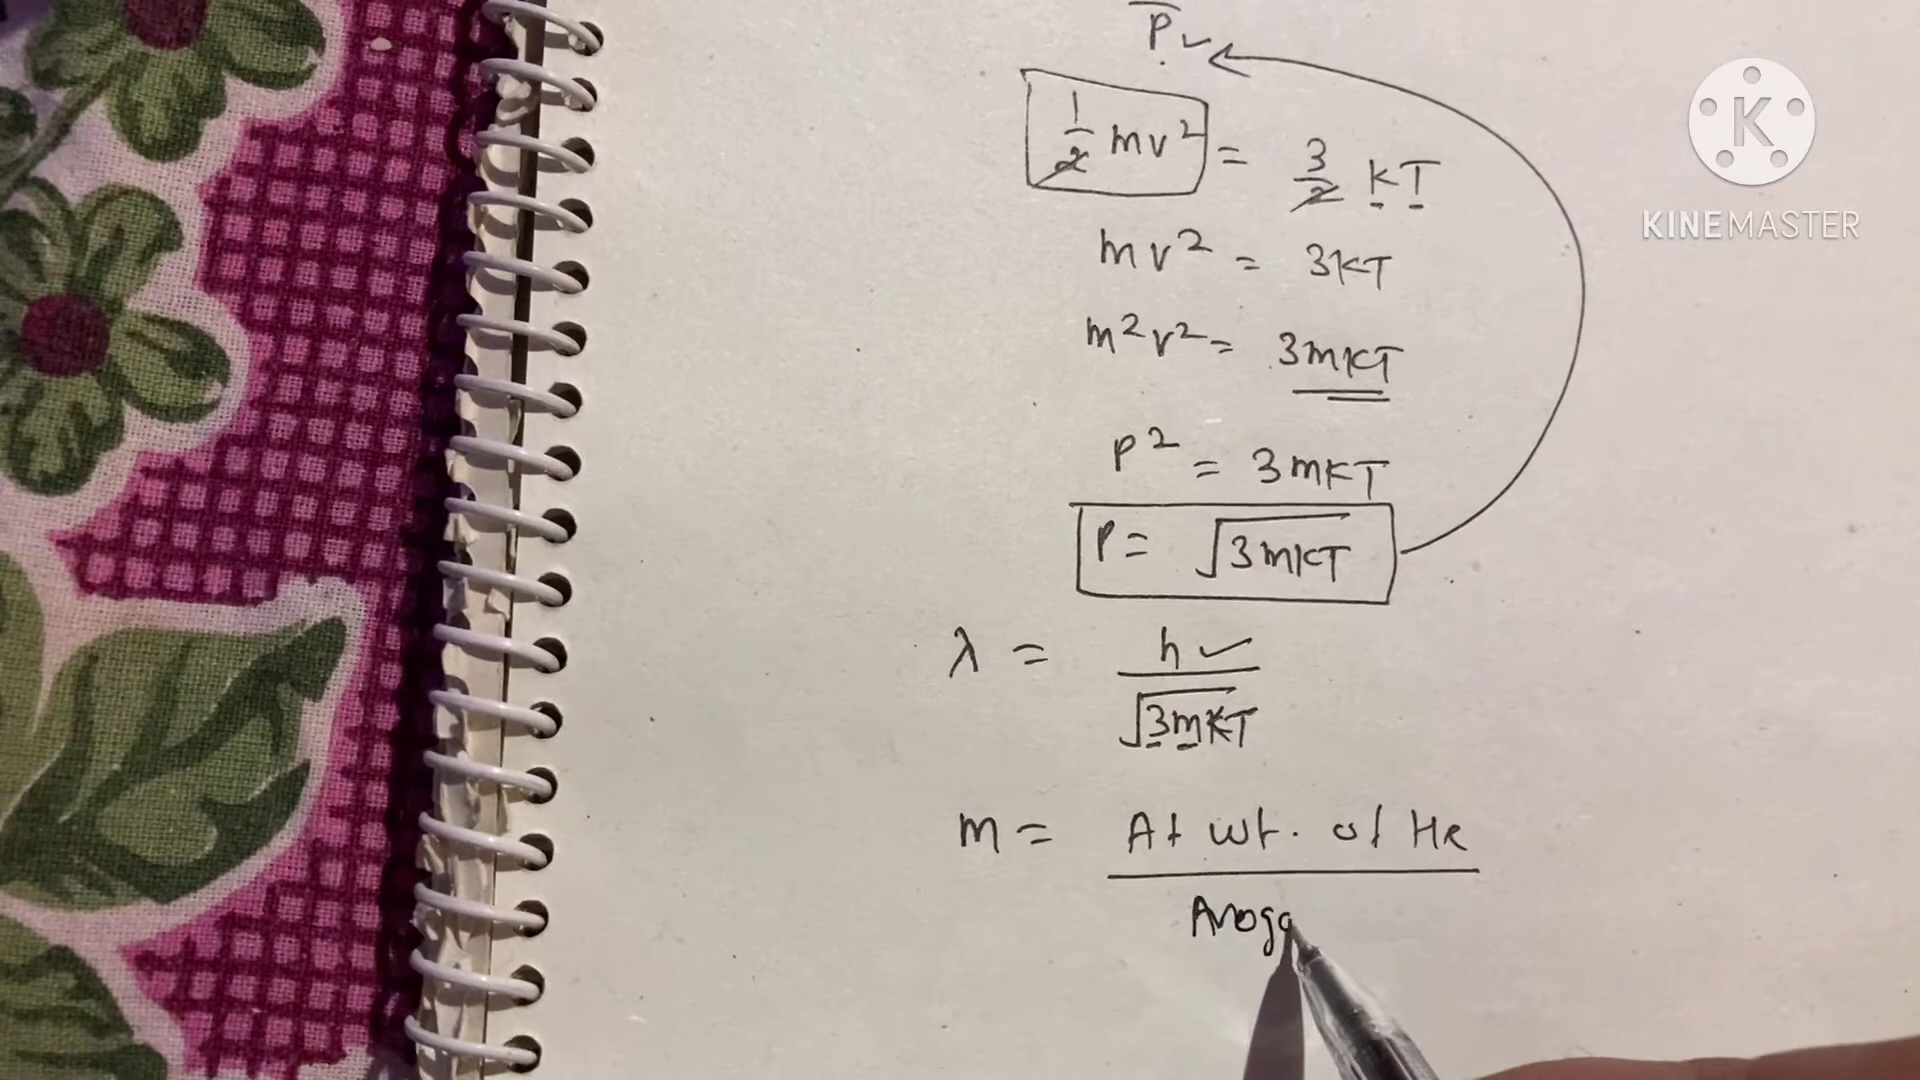 P
1/2 mv² = 3/2 KT
mv² = 3KT
m²v² = 3mKT
P² = 3mKT
P = √3mKT
λ = h/√3mKT
m = At wt. of He
Avoga
K
KINEMASTER